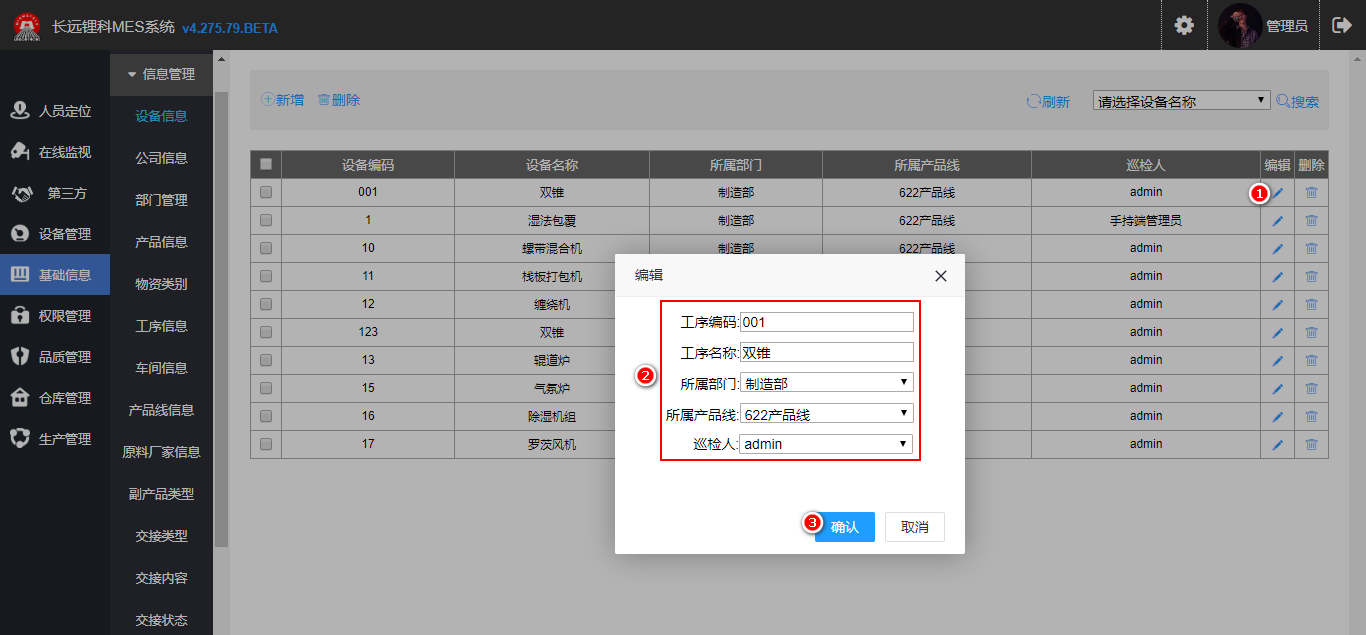 长远锂科MES系统 v4.275.79.BETA
管理员
人员定位
在线监视
第三方
设备管理
基础信息
权限管理
品质管理
仓库管理
生产管理
信息管理
设备信息
公司信息
部门管理
产品信息
物资类别
工序信息
车间信息
产品线信息
原料厂家信息
副产品类型
交接类型
交接内容
交接状态
新增 删除 刷新 请选择设备名称 搜索
设备编码 设备名称 所属部门 所属产品线 巡检人 编辑 删除
001 双锥 制造部 622产品线 admin 1
1 湿法包覆 制造部 622产品线 手持端管理员
10 螺带混合机 制造部 622产品线 admin
11 栈板打包机 admin
12 缠绕机 admin
123 双锥 admin
13 辊道炉 admin
15 气氛炉 admin
16 除湿机组 admin
17 罗茨风机 admin
编辑
工序编码: 001
工序名称: 双锥
2
所属部门: 制造部
所属产品线: 622产品线
巡检人: admin
3 确认 取消